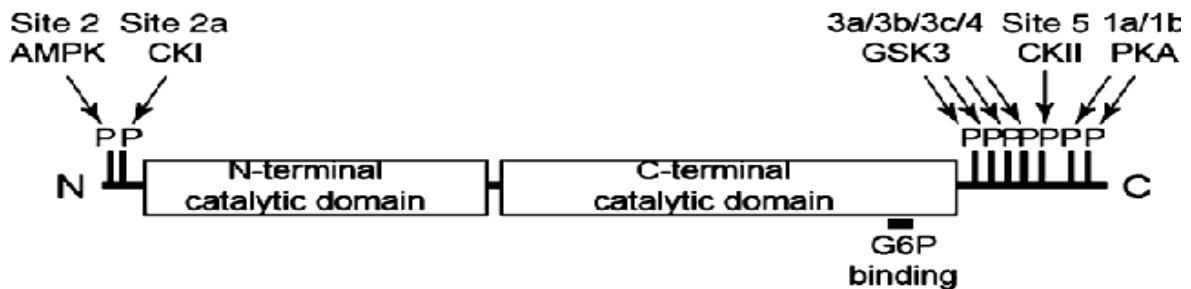 Site 2 Site 2a 3a/3b/3c/4 Site 5 1a/1b
AMPK CKI GSK3 CKII PKA
P P P P P P P P P
N N-terminal C-terminal C
catalytic domain catalytic domain
G6P
binding